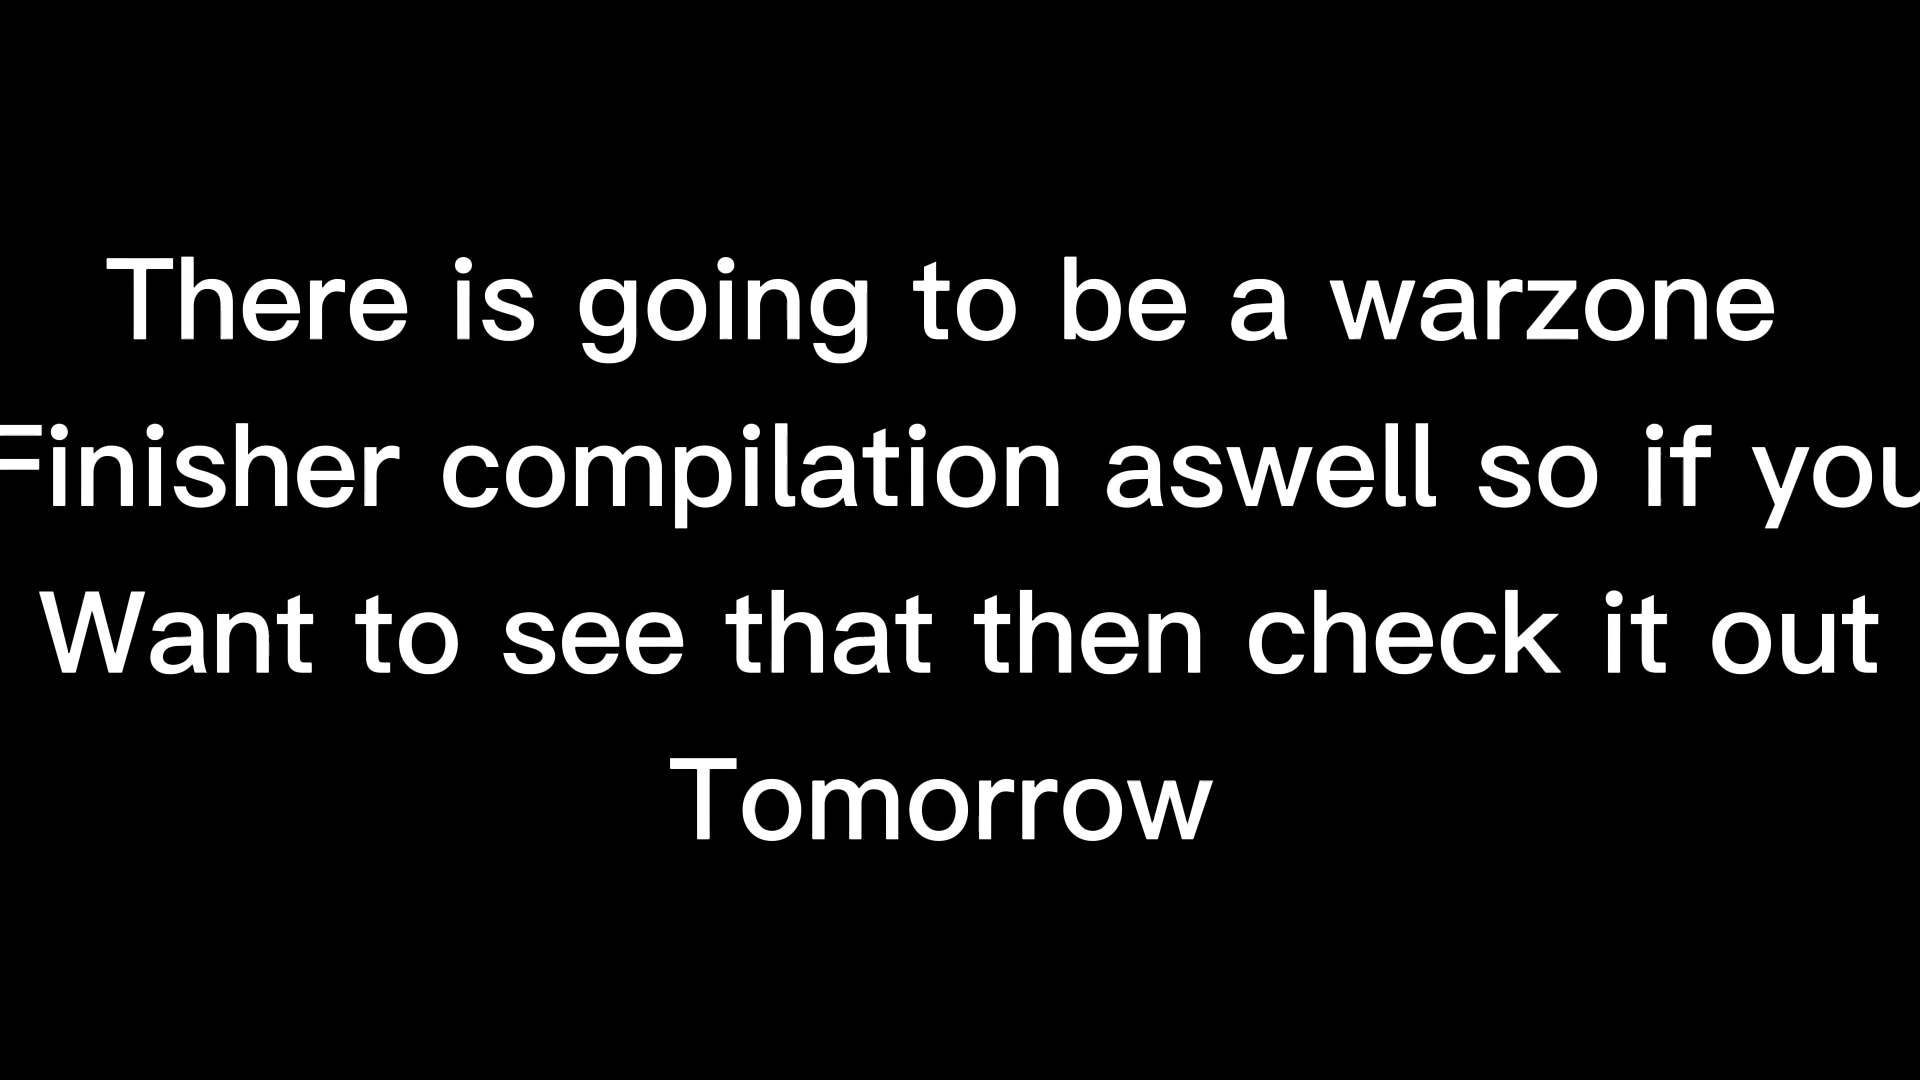 There is going to be a warzone
Finisher compilation aswell so if you
Want to see that then check it out
Tomorrow